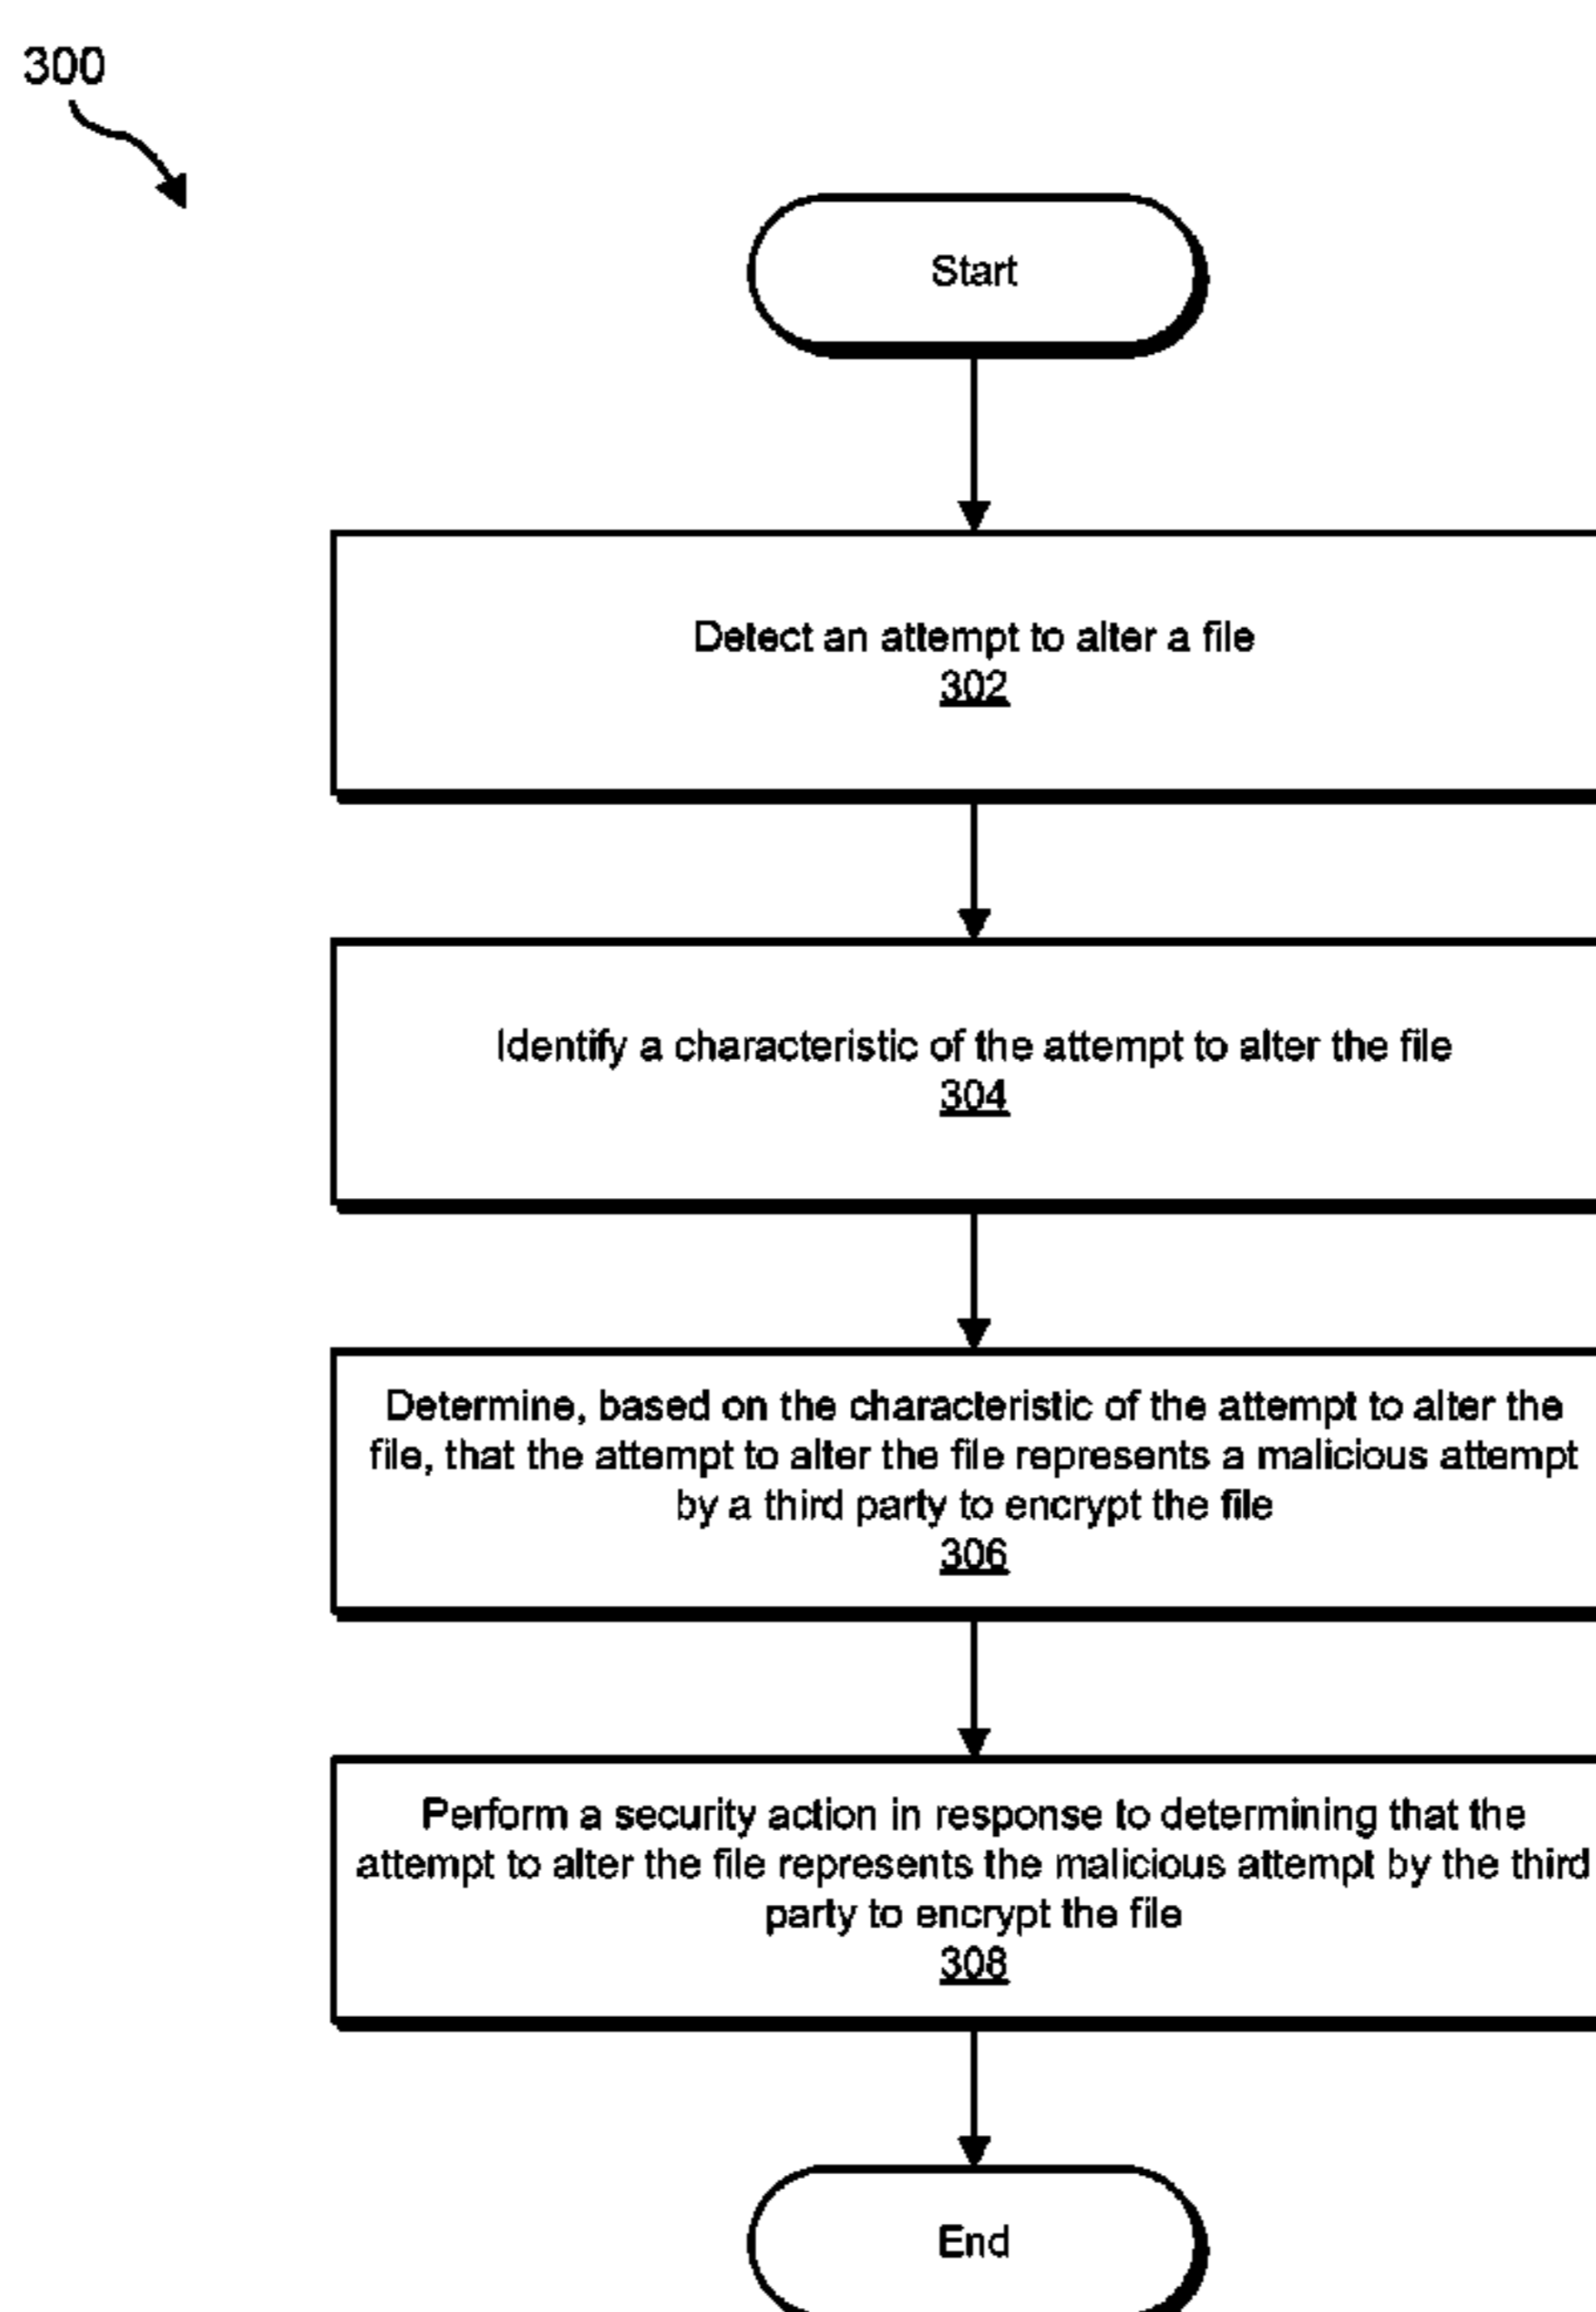 300
Start
Detect an attempt to alter a file
302
Identify a characteristic of the attempt to alter the file
304
Determine, based on the characteristic of the attempt to alter the
file, that the attempt to alter the file represents a malicious attempt
by a third party to encrypt the file
306
Perform a security action in response to determining that the
attempt to alter the file represents the malicious attempt by the third
party to encrypt the file
308
End